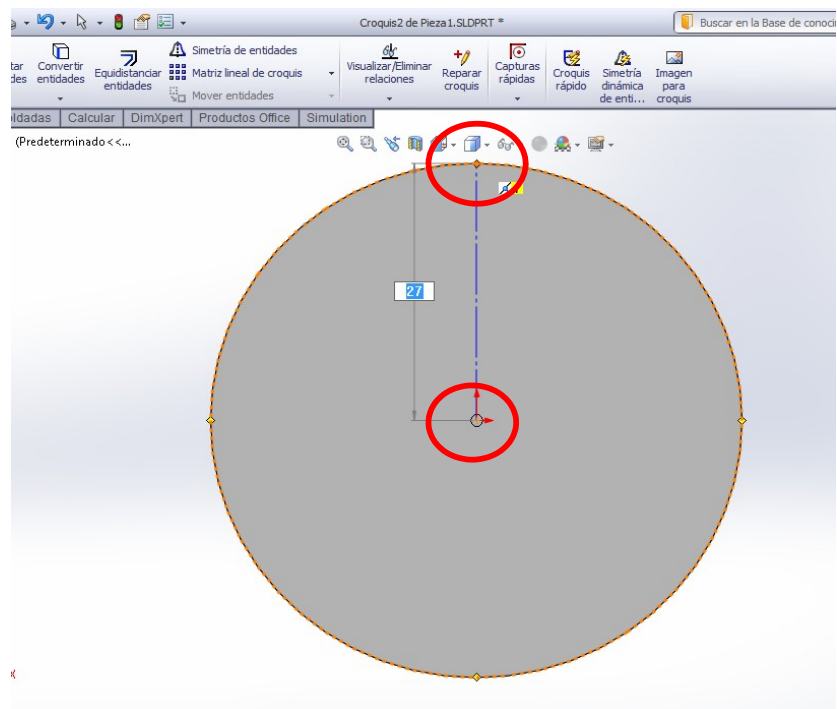 Croquis2 de Pieza1.SLDPRT *
Buscar en la Base de conoci
tar
des
Convertir
entidades
Equidistanciar
entidades
Simetría de entidades
Matriz lineal de croquis
Mover entidades
Visualizar/Eliminar
relaciones
Reparar
croquis
Capturas
rápidas
Croquis
rápido
Simetría
dinámica
de enti...
Imagen
para
croquis
oldadas
Calcular
DimXpert
Productos Office
Simulation
(Predeterminado<<...
27